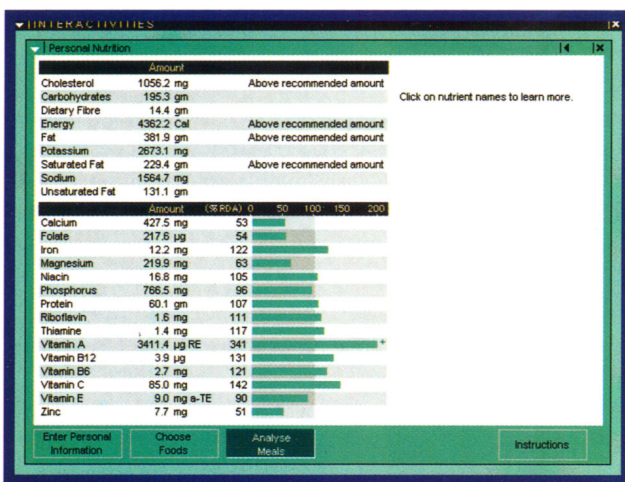 INTERACTIVITIES
Personal Nutrition
Amount
Cholesterol 1056.2 mg Above recommended amount
Carbohydrates 195.3 gm
Dietary Fibre 14.4 gm
Energy 4362.2 Cal Above recommended amount
Fat 381.9 gm Above recommended amount
Potassium 2673.1 mg
Saturated Fat 229.4 gm Above recommended amount
Sodium 1564.7 mg
Unsaturated Fat 131.1 gm
Click on nutrient names to learn more.
Amount (%RDA) 0 50 100 150 200
Calcium 427.5 mg 53
Folate 217.6 µg 54
Iron 12.2 mg 122
Magnesium 219.9 mg 63
Niacin 16.8 mg 105
Phosphorus 766.5 mg 96
Protein 60.1 gm 107
Riboflavin 1.6 mg 111
Thiamine 1.4 mg 117
Vitamin A 3411.4 µg RE 341 +
Vitamin B12 3.9 µg 131
Vitamin B6 2.7 mg 121
Vitamin C 85.0 mg 142
Vitamin E 9.0 mg a-TE 90
Zinc 7.7 mg 51
Enter Personal
Information
Choose
Foods
Analyse
Meals
Instructions